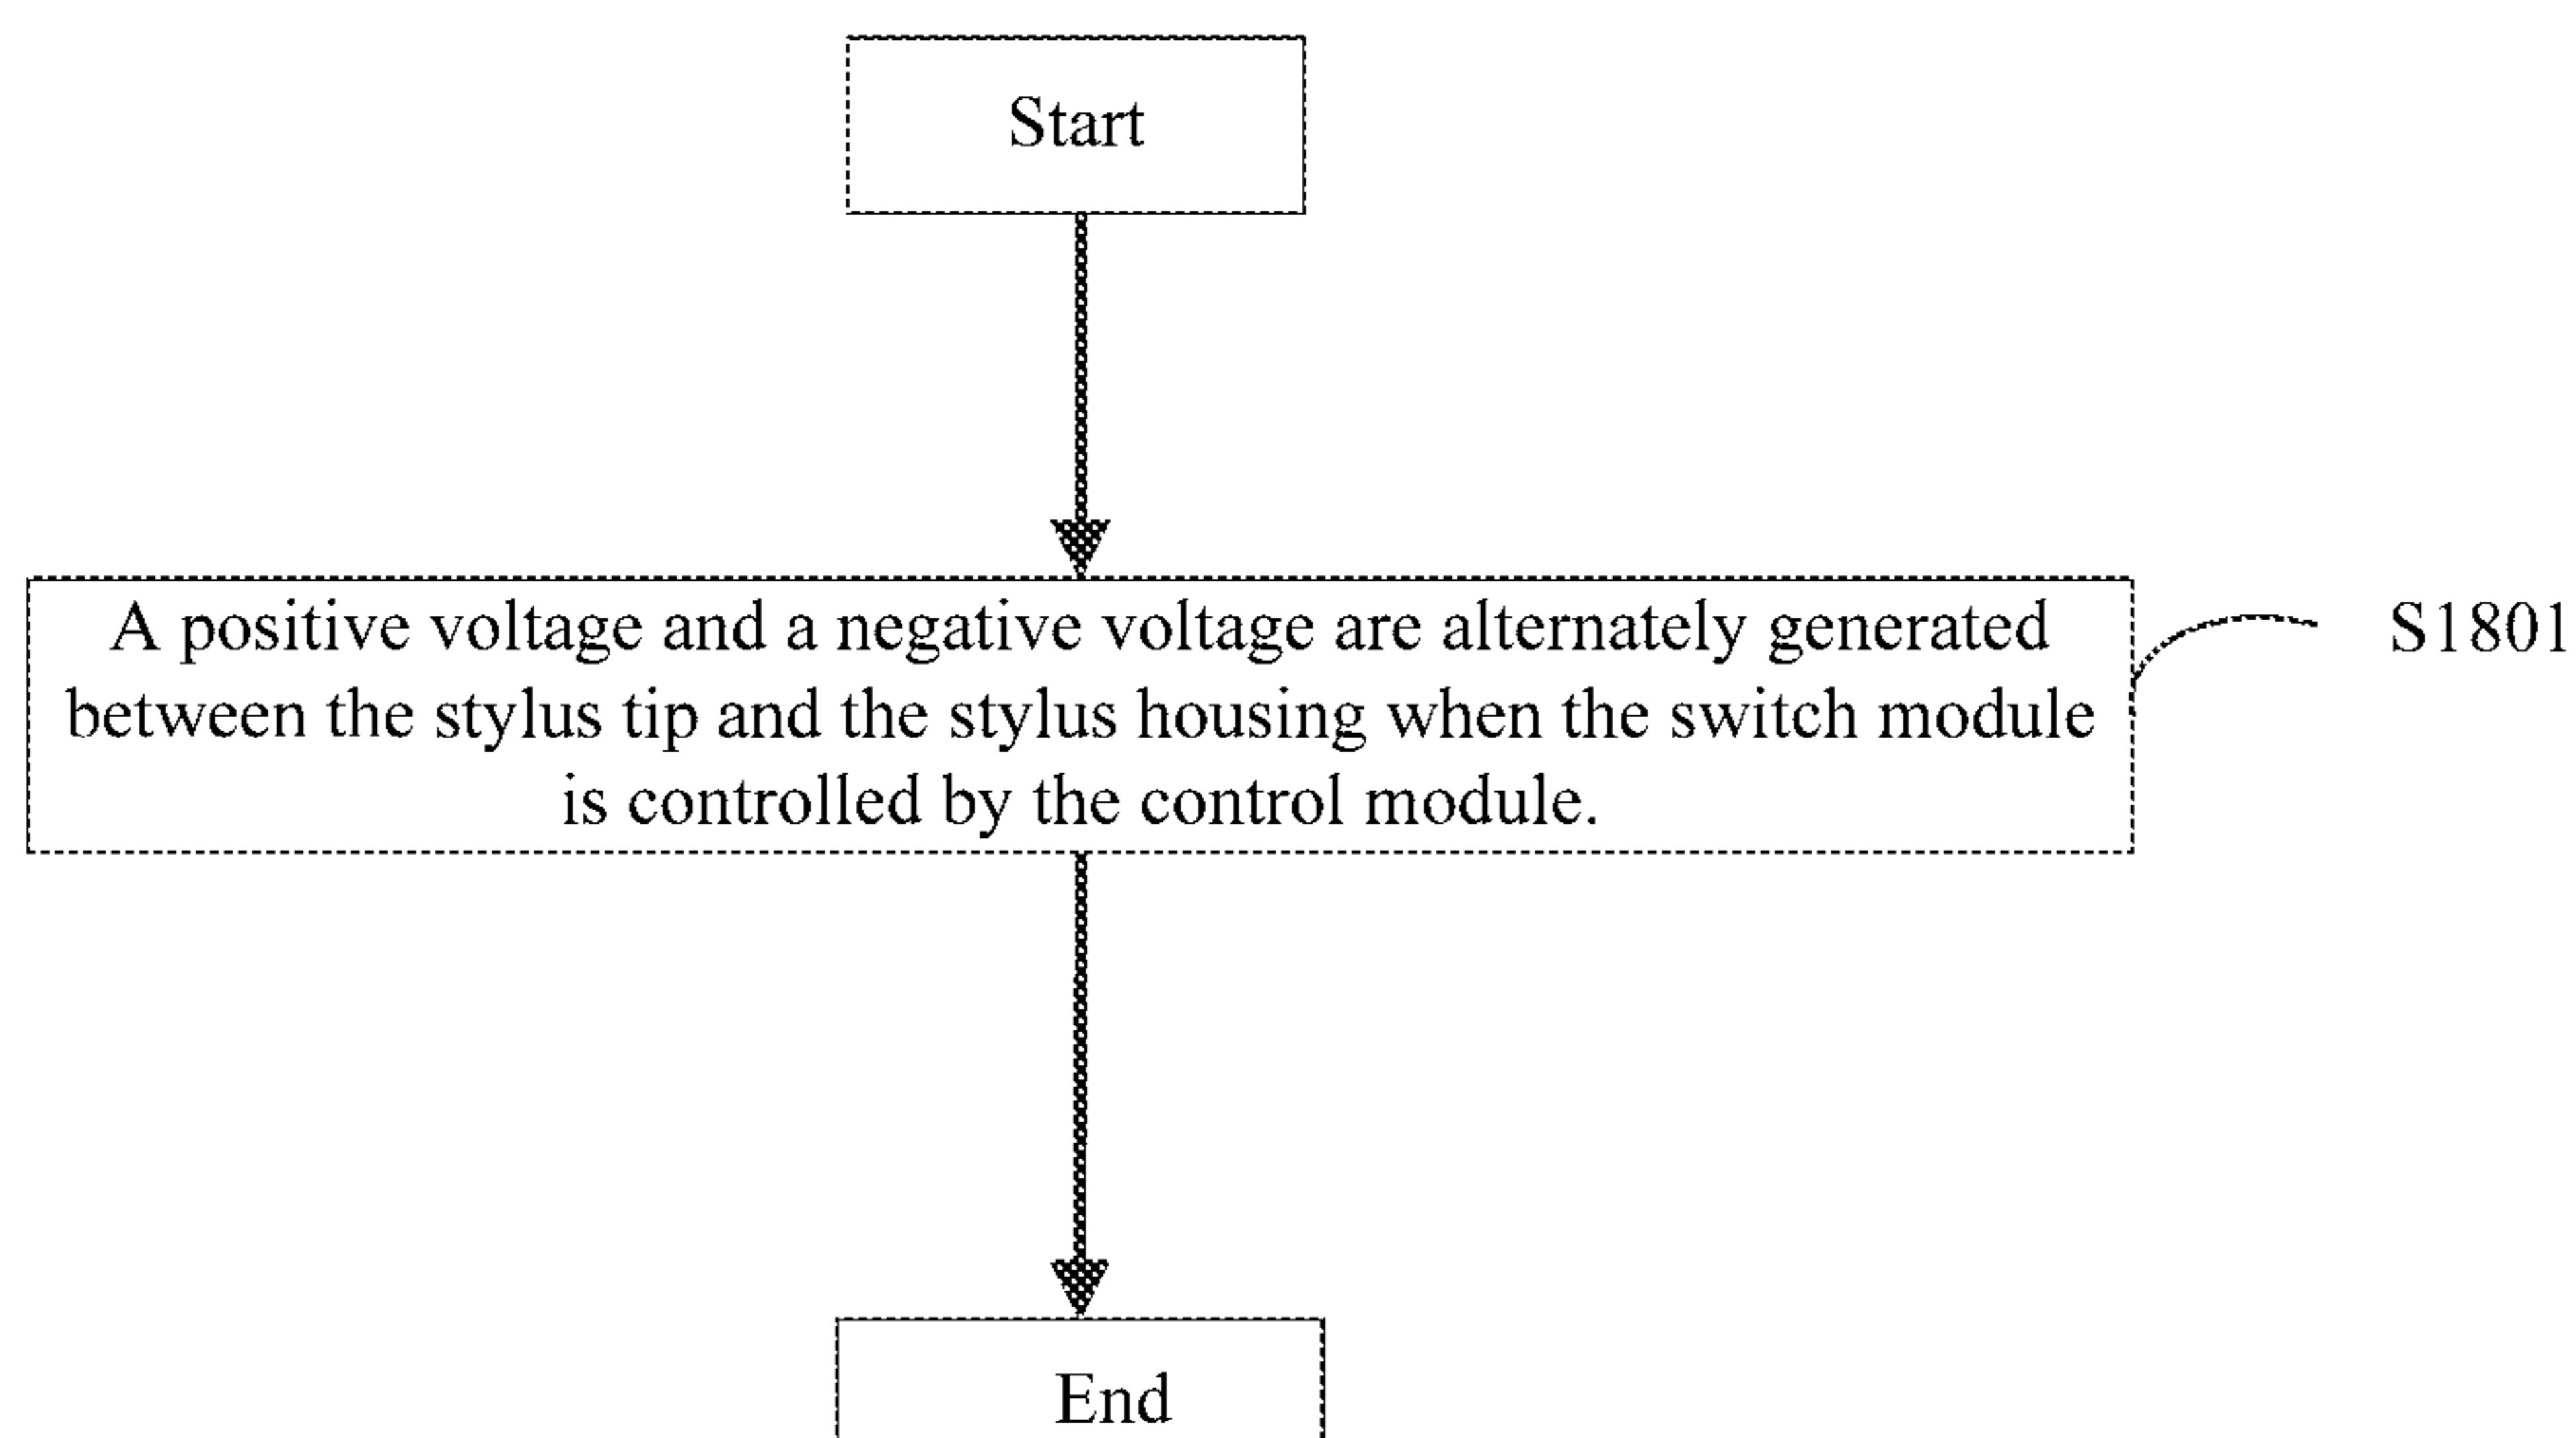 Start
A positive voltage and a negative voltage are alternately generated
between the stylus tip and the stylus housing when the switch module
is controlled by the control module.
S1801
End